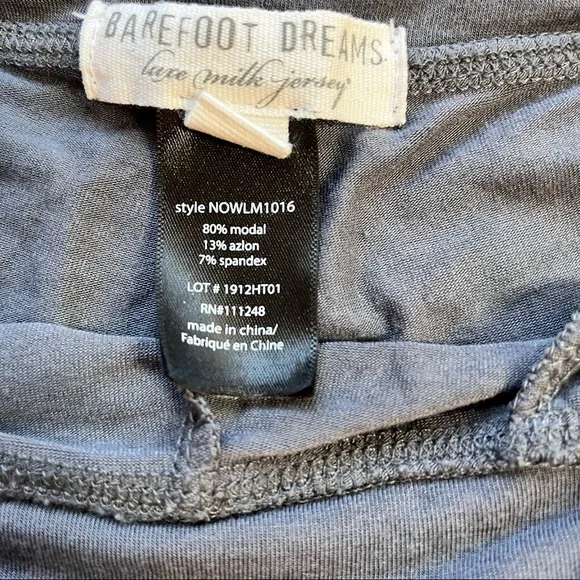 BAREFOOT DREAMS
luxe milk jersey®
style NOWLM1016
80% modal
13% azlon
7% spandex
LOT # 1912HT01
RN#111248
made in china/
Fabriqué en Chine